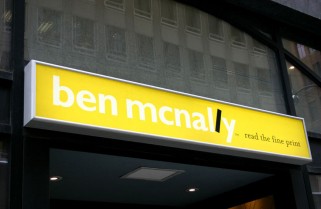 ben mcnally
read the fine print